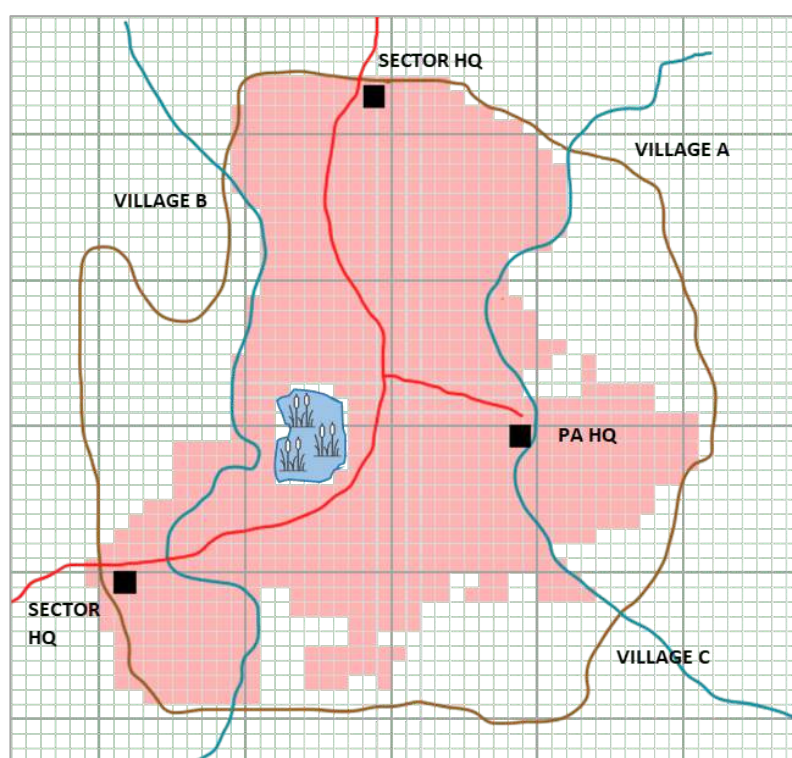 SECTOR HQ
VILLAGE A
VILLAGE B
PA HQ
SECTOR
HQ
VILLAGE C